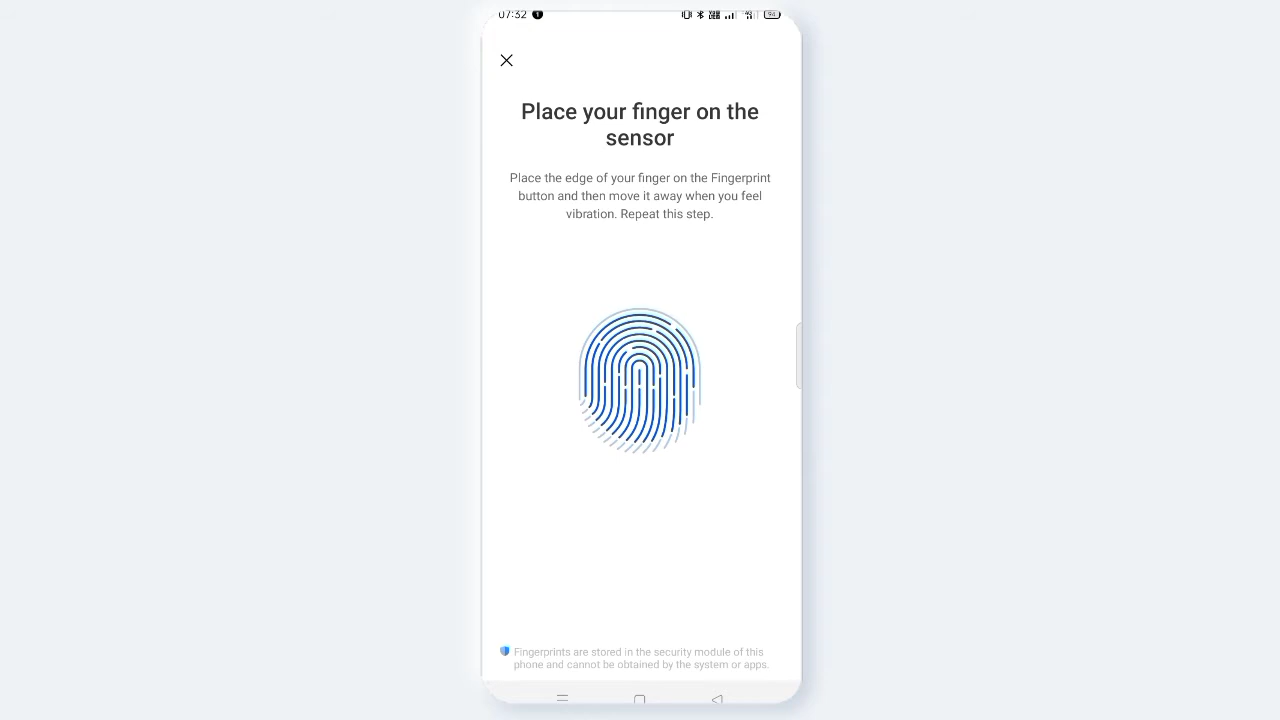 07:32
94
Place your finger on the
sensor
Place the edge of your finger on the Fingerprint
button and then move it away when you feel
vibration. Repeat this step.
Fingerprints are stored in the security module of this
phone and cannot be obtained by the system or apps.